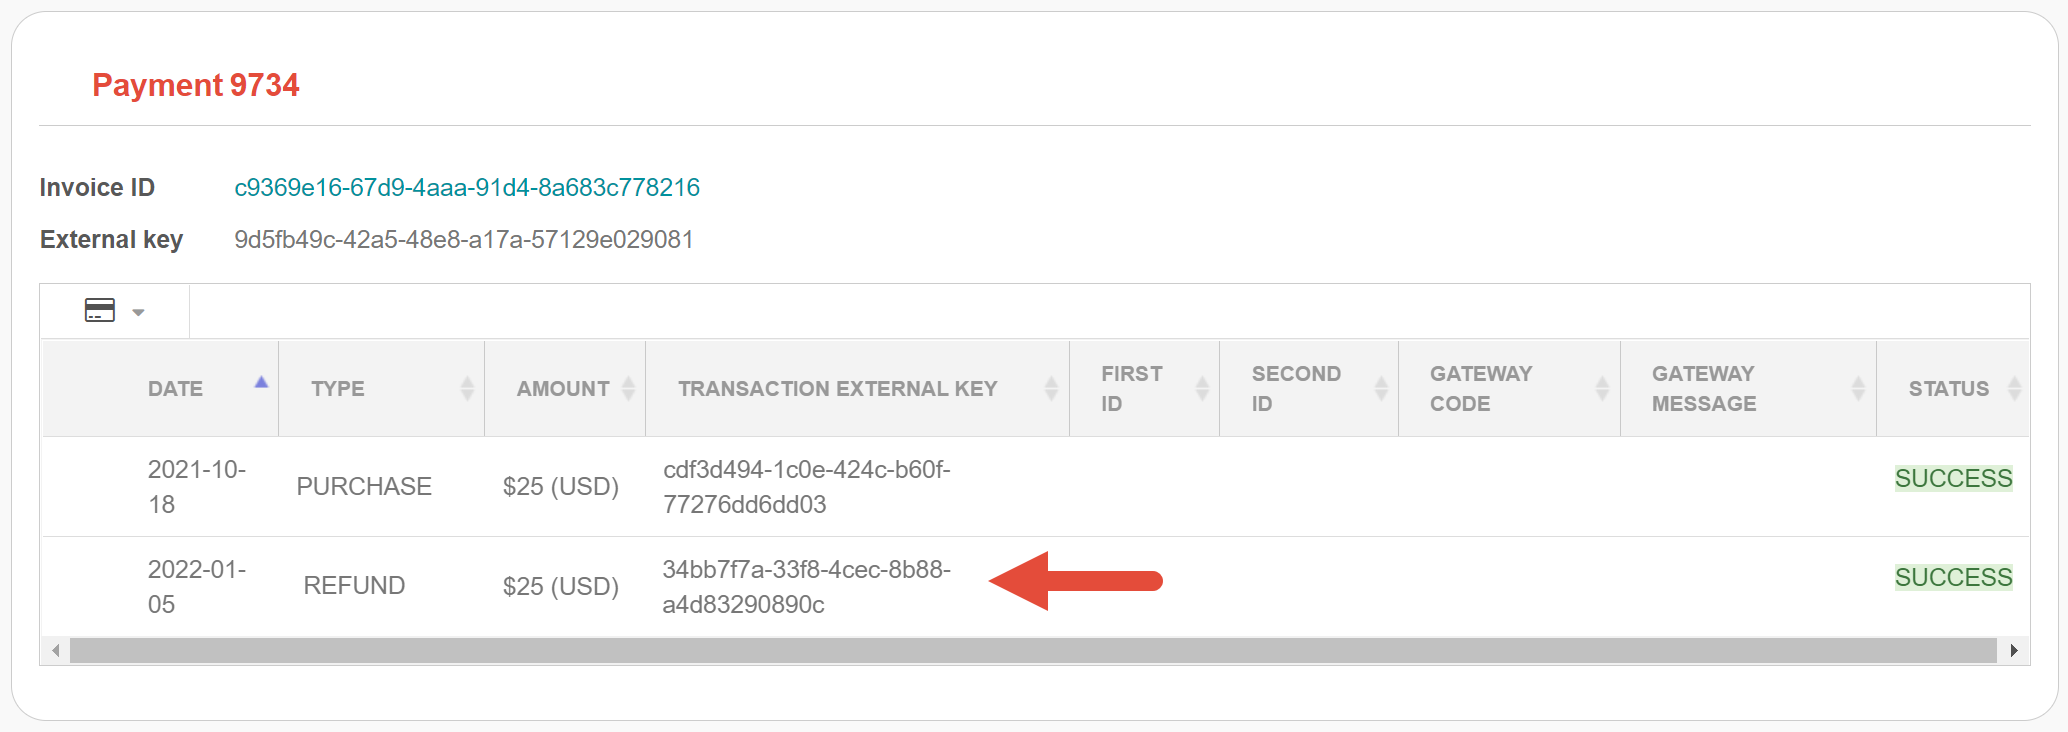 Payment 9734
Invoice ID c9369e16-67d9-4aaa-91d4-8a683c778216
External key 9d5fb49c-42a5-48e8-a17a-57129e029081
DATE TYPE AMOUNT TRANSACTION EXTERNAL KEY FIRST ID SECOND ID GATEWAY CODE GATEWAY MESSAGE STATUS
2021-10-18 PURCHASE $25 (USD) cdf3d494-1c0e-424c-b60f-77276dd6dd03 SUCCESS
2022-01-05 REFUND $25 (USD) 34bb7f7a-33f8-4cec-8b88-a4d83290890c SUCCESS